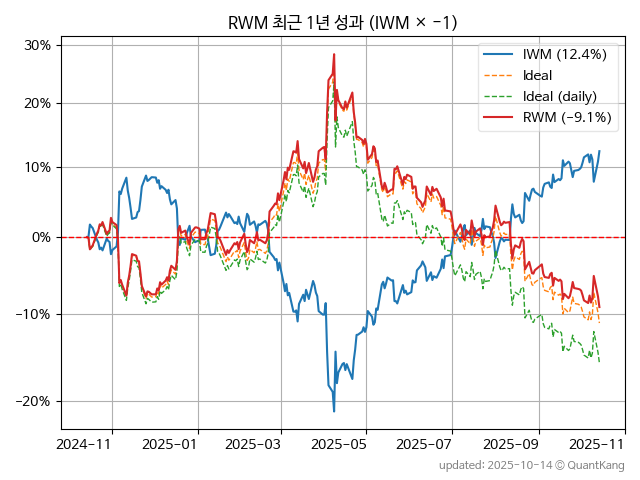 RWM 최근 1년 성과 (IWM × −1)
30%
20%
10%
0%
−10%
−20%
IWM (12.4%)
Ideal
Ideal (daily)
RWM (−9.1%)
2024−11
2025−01
2025−03
2025−05
2025−07
2025−09
2025−11
updated: 2025-10-14 © QuantKang